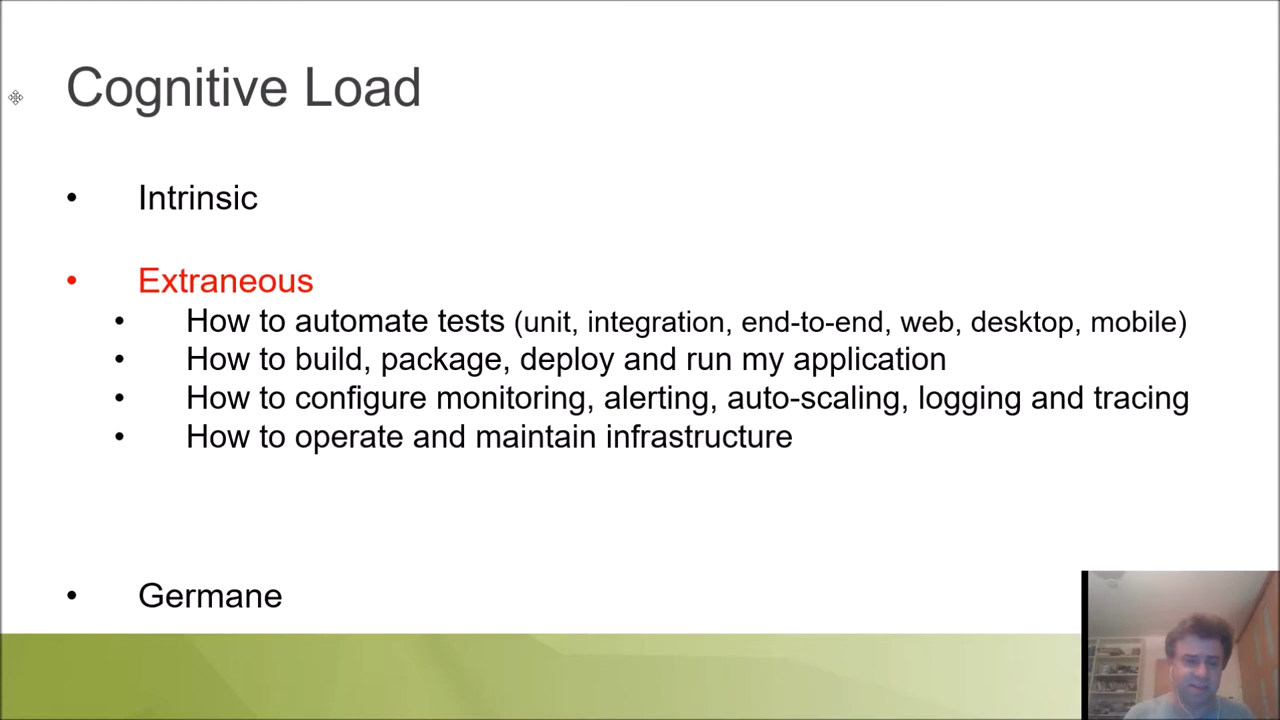 Cognitive Load
• Intrinsic
• Extraneous
• How to automate tests (unit, integration, end-to-end, web, desktop, mobile)
• How to build, package, deploy and run my application
• How to configure monitoring, alerting, auto-scaling, logging and tracing
• How to operate and maintain infrastructure
• Germane